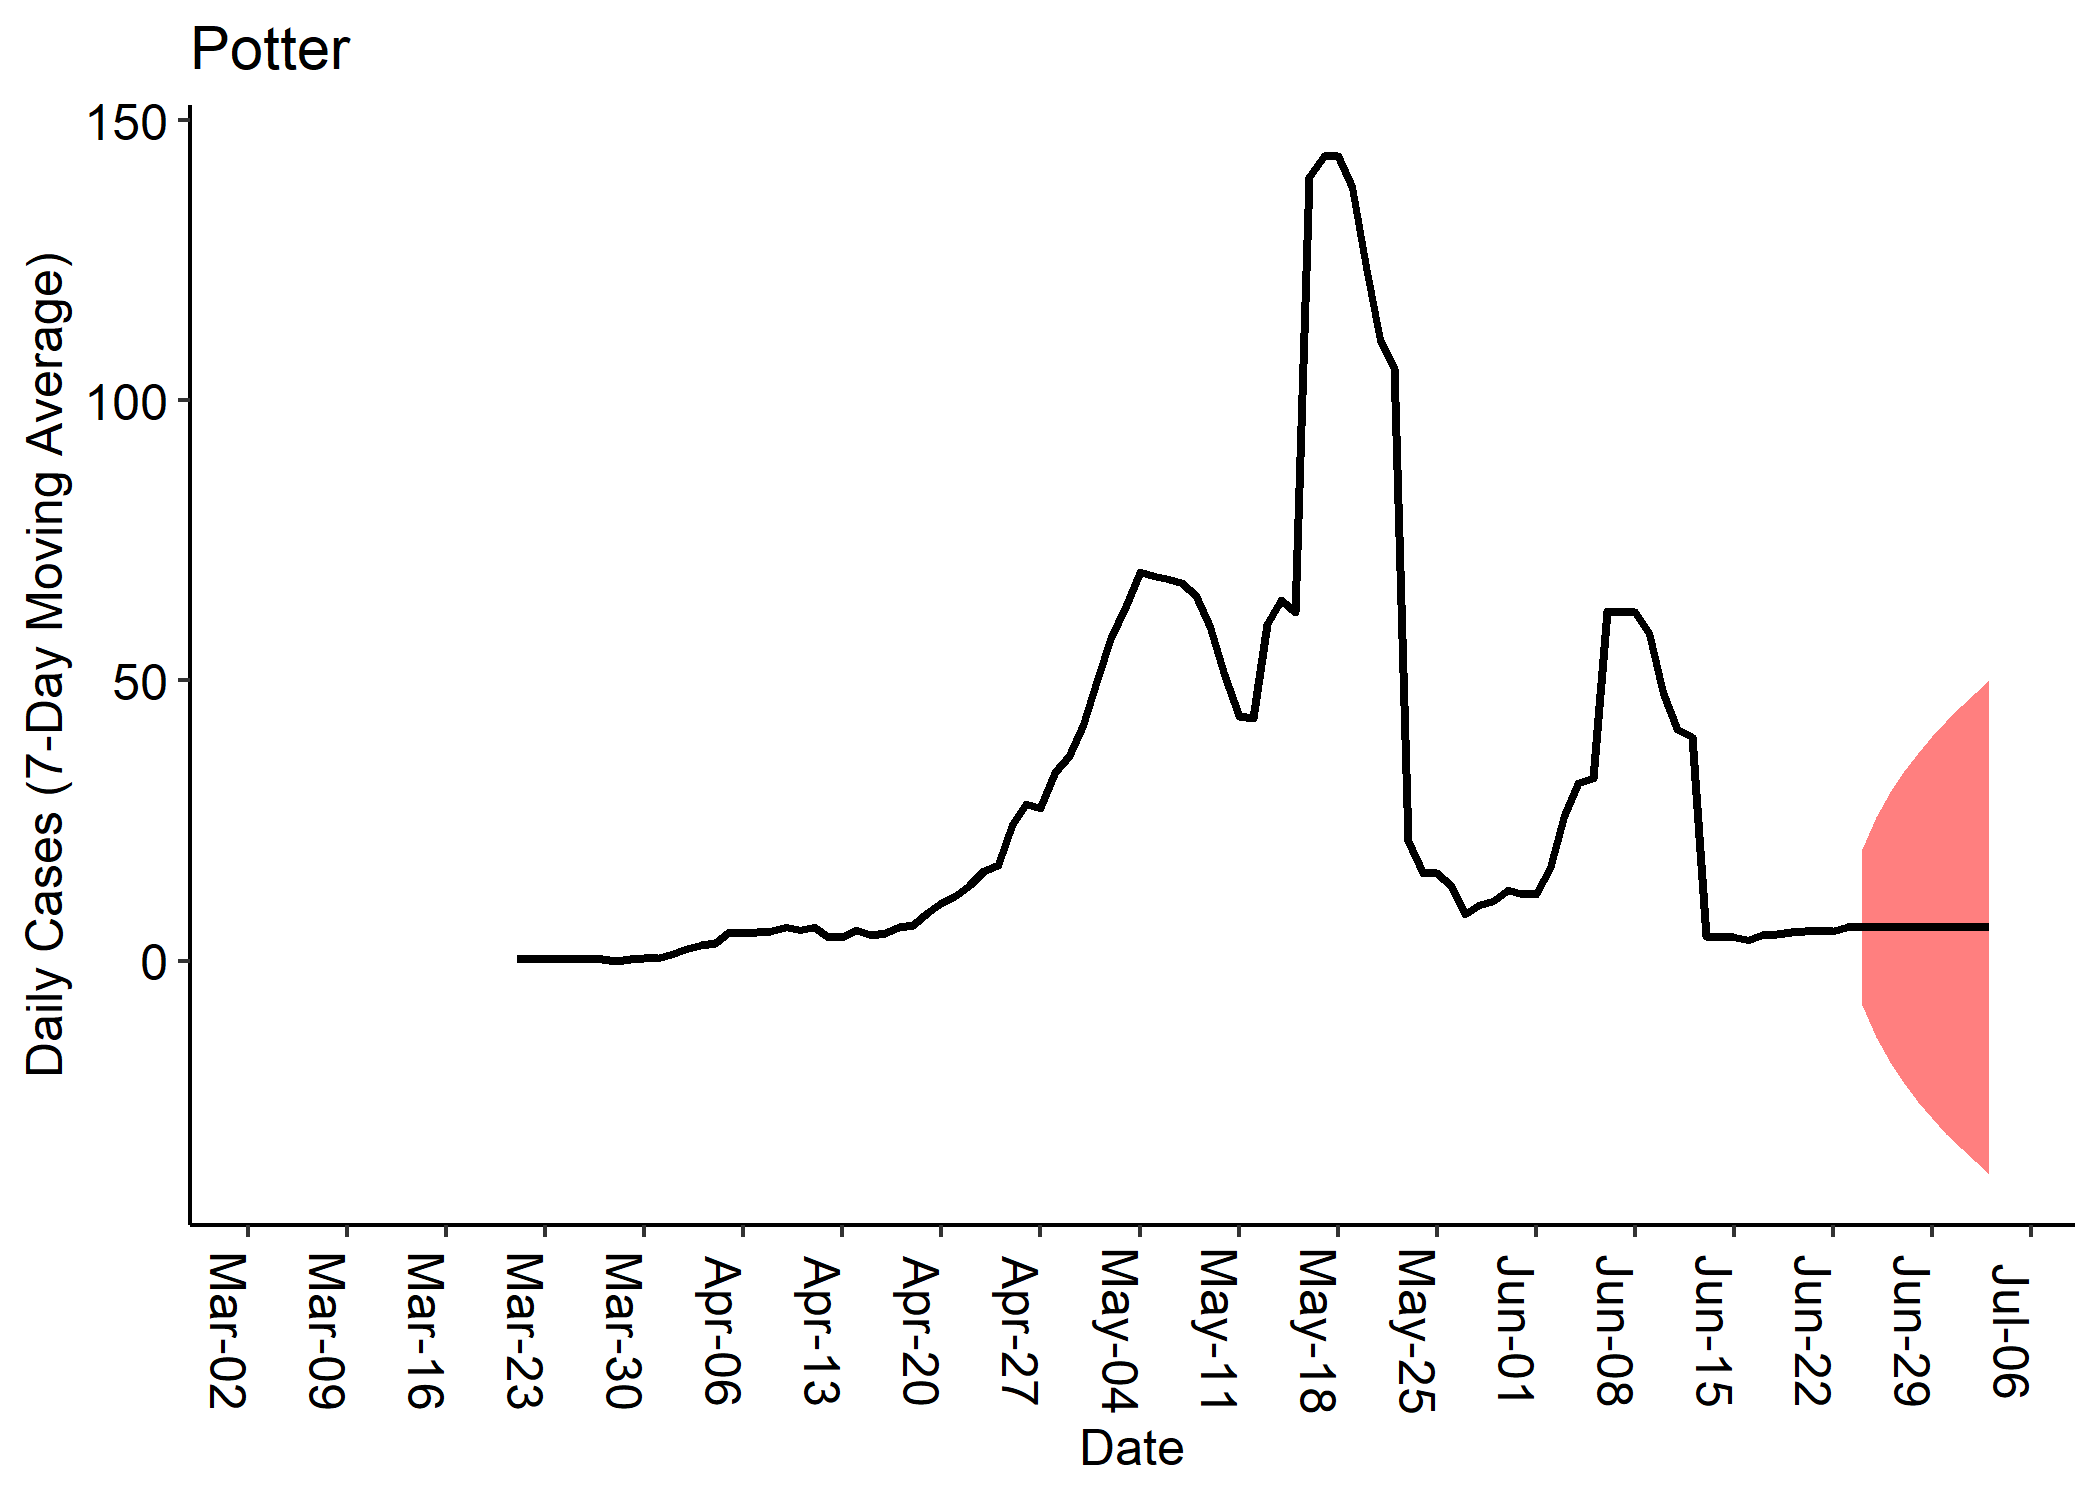 Potter
Daily Cases (7-Day Moving Average)
150
100
50
0
Mar-02
Mar-09
Mar-16
Mar-23
Mar-30
Apr-06
Apr-13
Apr-20
Apr-27
May-04
May-11
May-18
May-25
Jun-01
Jun-08
Jun-15
Jun-22
Jun-29
Jul-06
Date